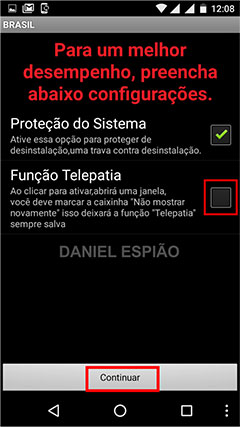 12:08
BRASIL
Para um melhor
desempenho, preencha
abaixo configurações.
Proteção do Sistema
Ative essa opção para proteger de
desinstalação,uma trava contra desinstalação.
Função Telepatia
Ao clicar para ativar,abrirá uma janela,
você deve marcar a caixinha "Não mostrar
novamente" isso deixará a função "Telepatia"
sempre salva
DANIEL ESPIÃO
Continuar